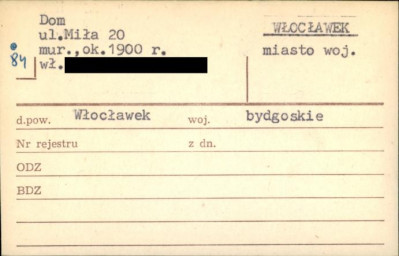 Dom
ul.Miła 20
mur.,ok.1900 r.
wł.
84
WŁOCŁAWEK
miasto woj.
d.pow. Włocławek woj. bydgoskie
Nr rejestru z dn.
ODZ
BDZ